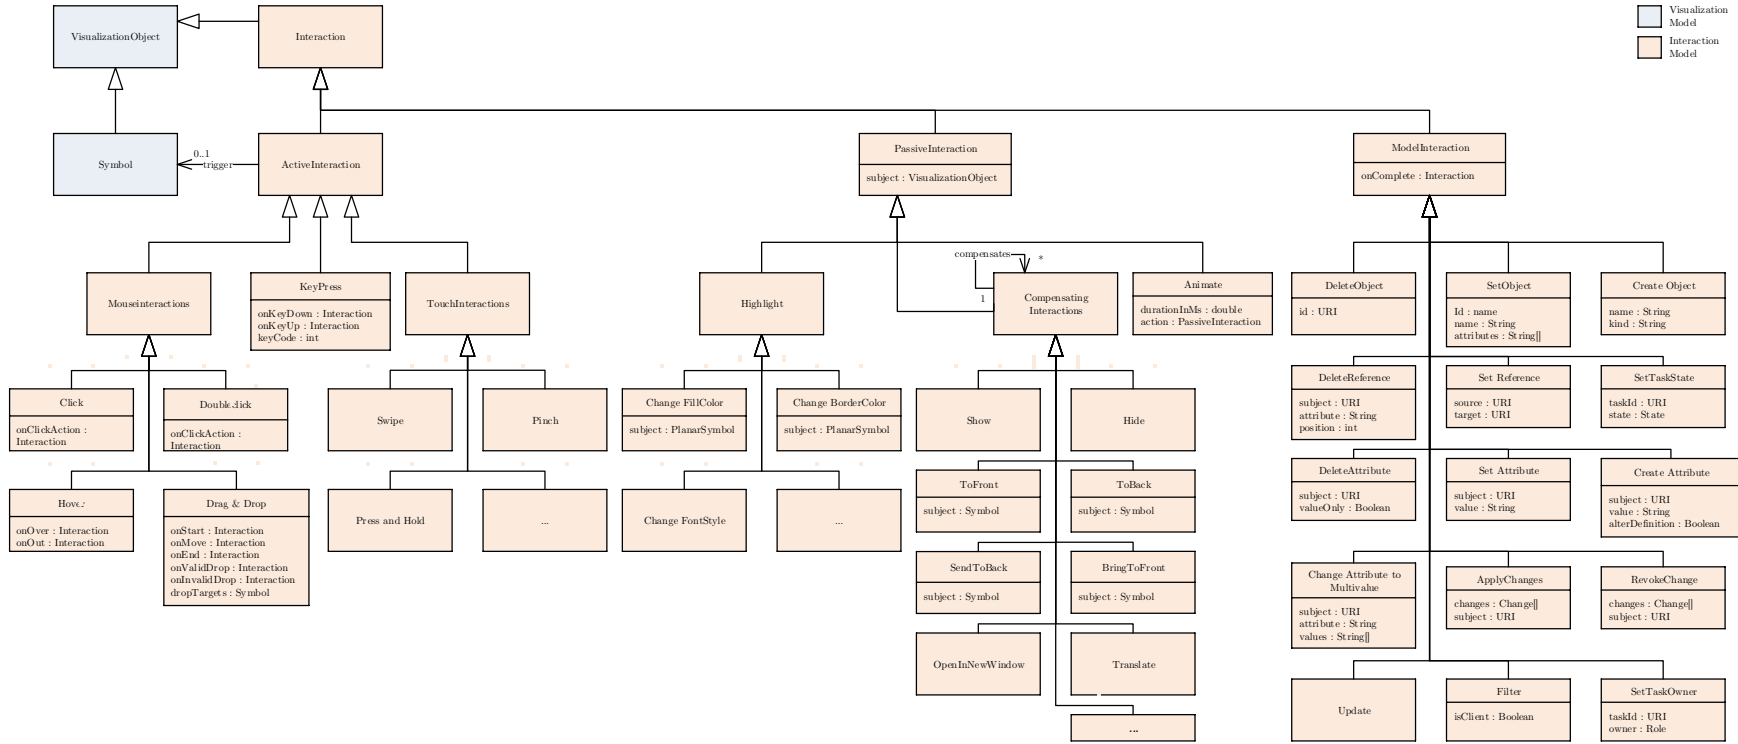 VisualizationObject
Interaction
Visualization
Model
Interaction
Model
Symbol
0..1
trigger
ActiveInteraction
PassiveInteraction
subject : VisualizationObject
ModelInteraction
onComplete : Interaction
Mouseinteractions
KeyPress
onKeyDown : Interaction
onKeyUp : Interaction
keyCode : int
TouchInteractions
Highlight
compensates
*
1
Compensating
Interactions
Animate
durationInMs : double
action : PassiveInteraction
DeleteObject
id : URI
SetObject
Id : name
name : String
attributes : String[]
Create Object
name : String
kind : String
Click
onClickAction :
Interaction
Doubleclick
onClickAction :
Interaction
Swipe
Pinch
Change FillColor
subject : PlanarSymbol
Change BorderColor
subject : PlanarSymbol
Show
Hide
DeleteReference
subject : URI
attribute : String
position : int
Set Reference
source : URI
target : URI
SetTaskState
taskId : URI
state : State
Hover
onOver : Interaction
onOut : Interaction
Drag & Drop
onStart : Interaction
onMove : Interaction
onEnd : Interaction
onValidDrop : Interaction
onInvalidDrop : Interaction
dropTargets : Symbol
Press and Hold
...
Change FontStyle
...
ToFront
subject : Symbol
ToBack
subject : Symbol
DeleteAttribute
subject : URI
valueOnly : Boolean
Set Attribute
subject : URI
value : String
Create Attribute
subject : URI
value : String
alterDefinition : Boolean
SendToBack
subject : Symbol
BringToFront
subject : Symbol
Change Attribute to
Multivalue
subject : URI
attribute : String
values : String[]
ApplyChanges
changes : Change[]
subject : URI
RevokeChange
changes : Change[]
subject : URI
OpenInNewWindow
Translate
...
Update
Filter
isClient : Boolean
SetTaskOwner
taskId : URI
owner : Role